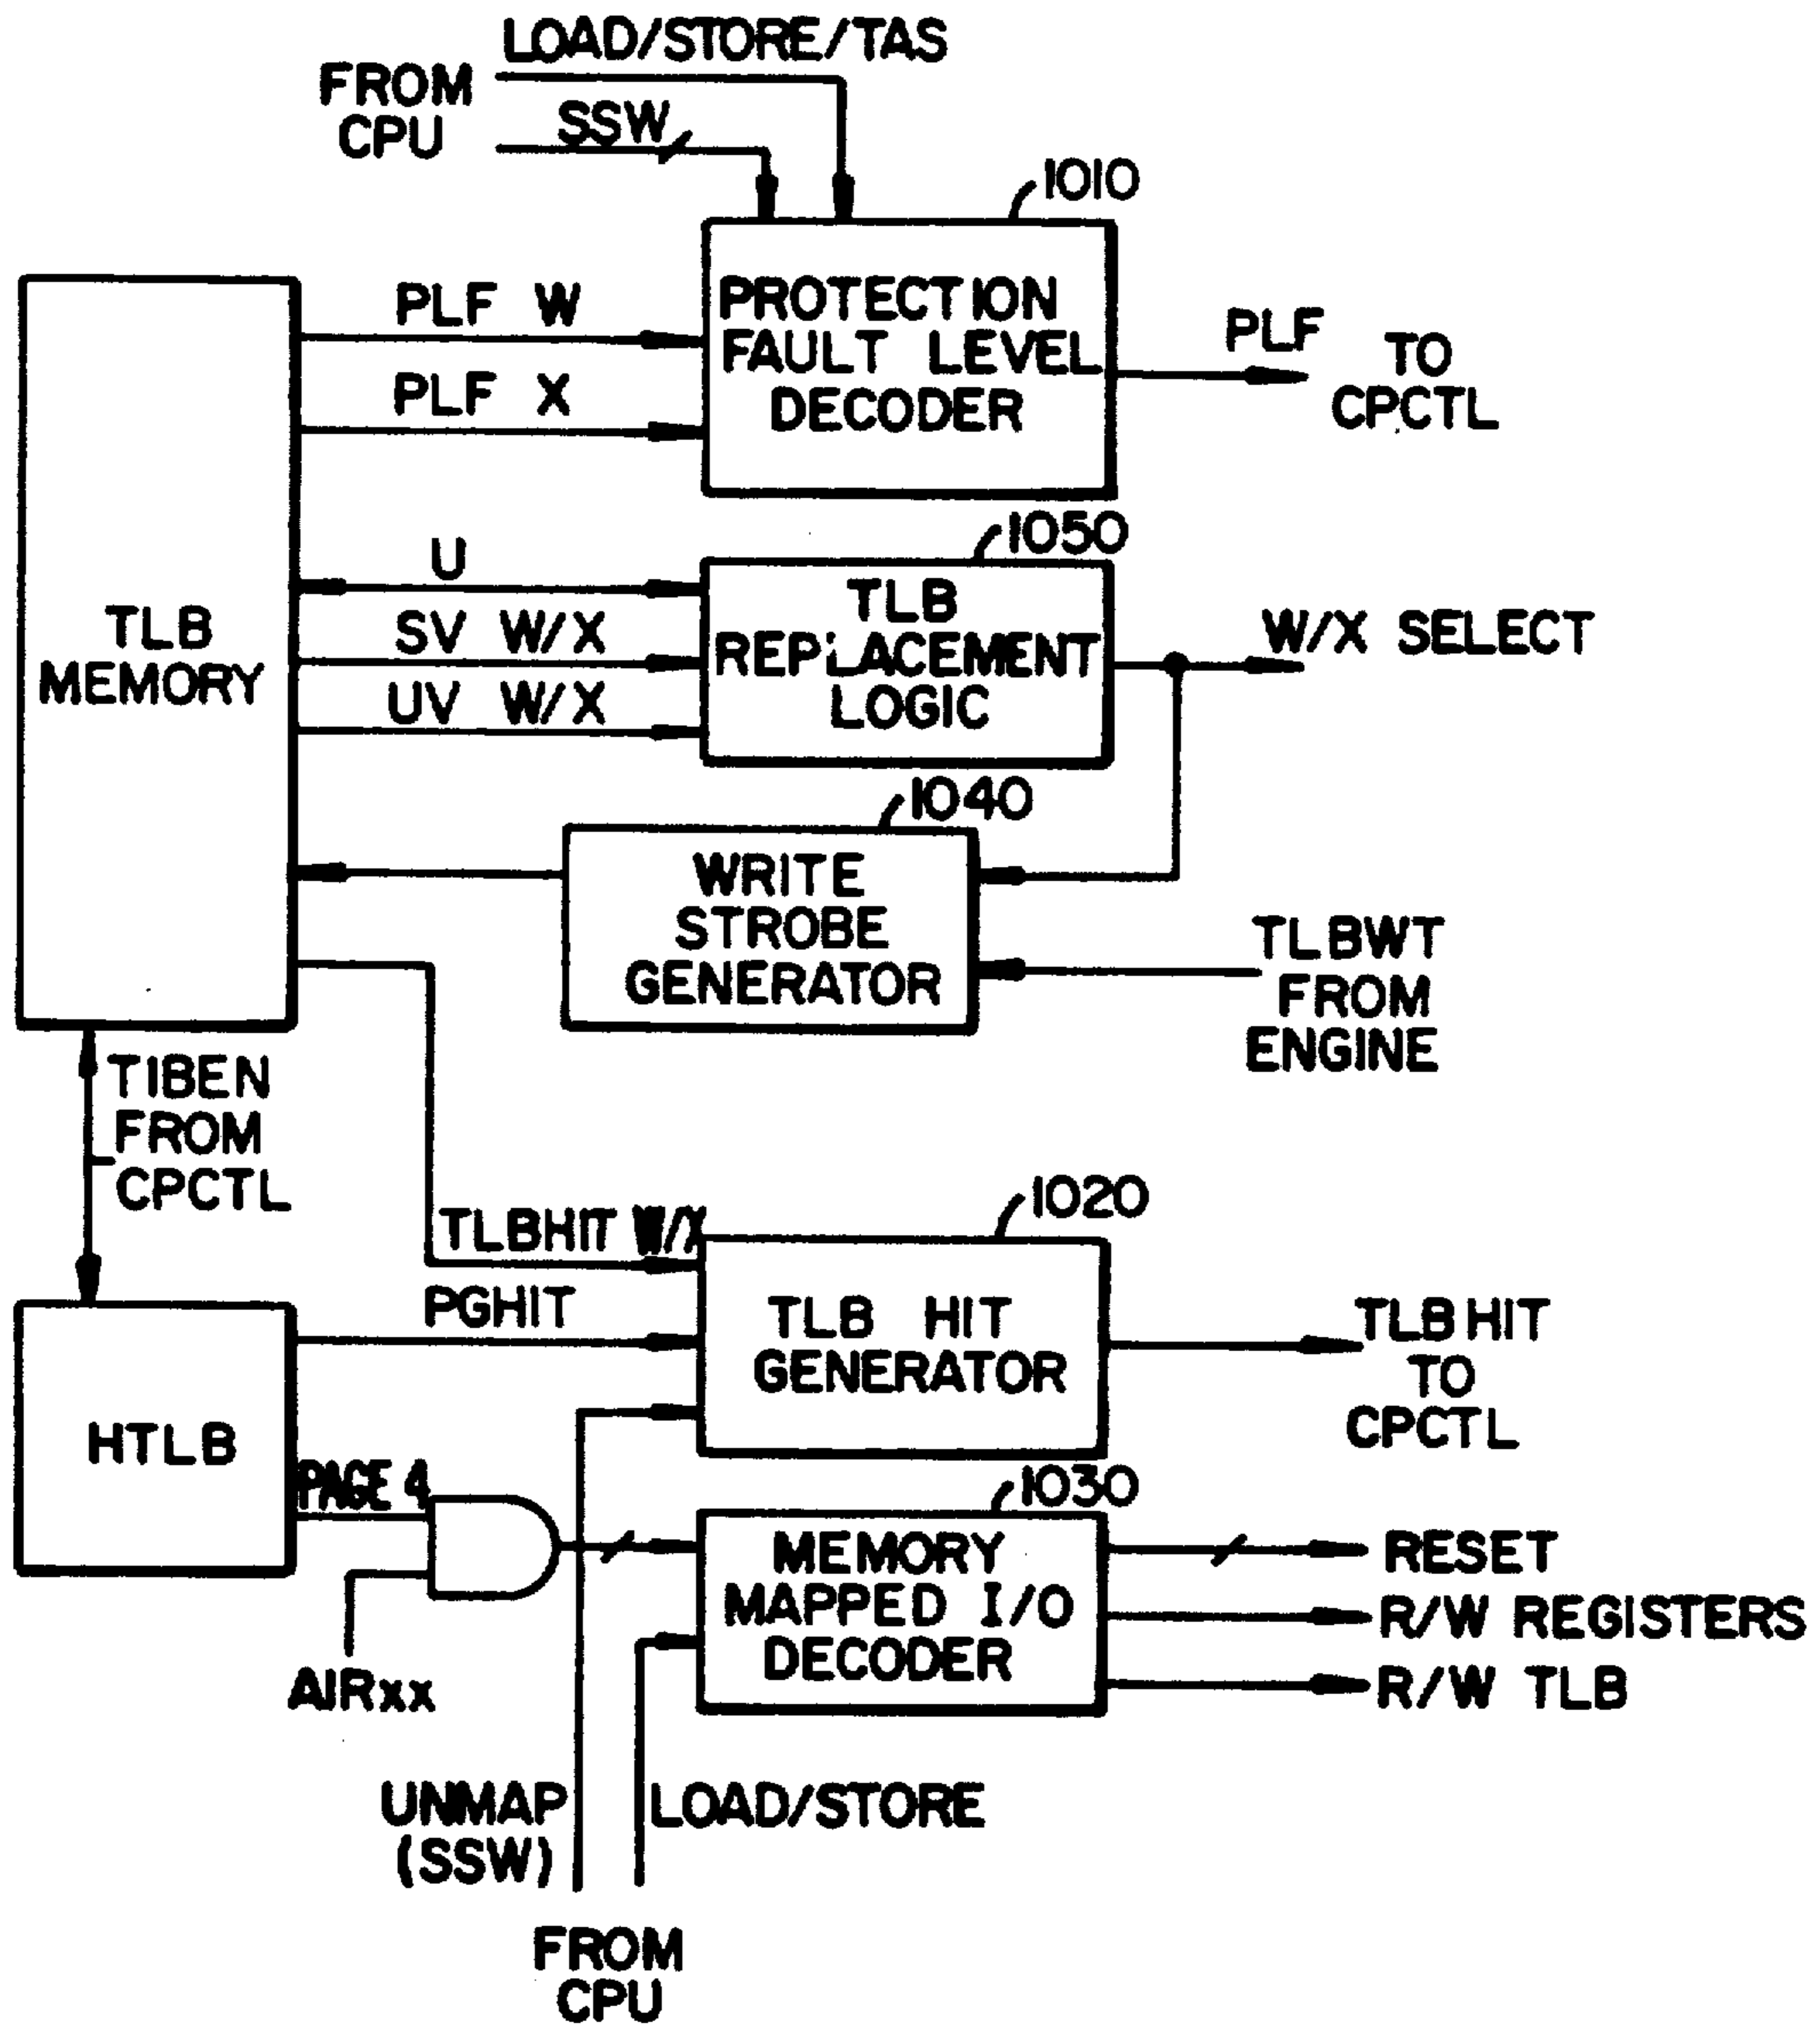 LOAD/STORE/TAS
FROM
CPU
SSW
1010
PLF W
PLF X
PROTECTION
FAULT LEVEL
DECODER
PLF
TO
CPCTL
1050
U
SV W/X
UV W/X
TLB
MEMORY
TLB
REPLACEMENT
LOGIC
W/X SELECT
1040
WRITE
STROBE
GENERATOR
TLBWT
FROM
ENGINE
TIBEN
FROM
CPCTL
1020
TLBHIT W/X
PGHIT
TLB HIT
GENERATOR
TLB HIT
TO
CPCTL
HTLB
PAGE 4
1030
MEMORY
MAPPED I/O
DECODER
RESET
R/W REGISTERS
R/W TLB
AIRxx
UNMAP
(SSW)
LOAD/STORE
FROM
CPU